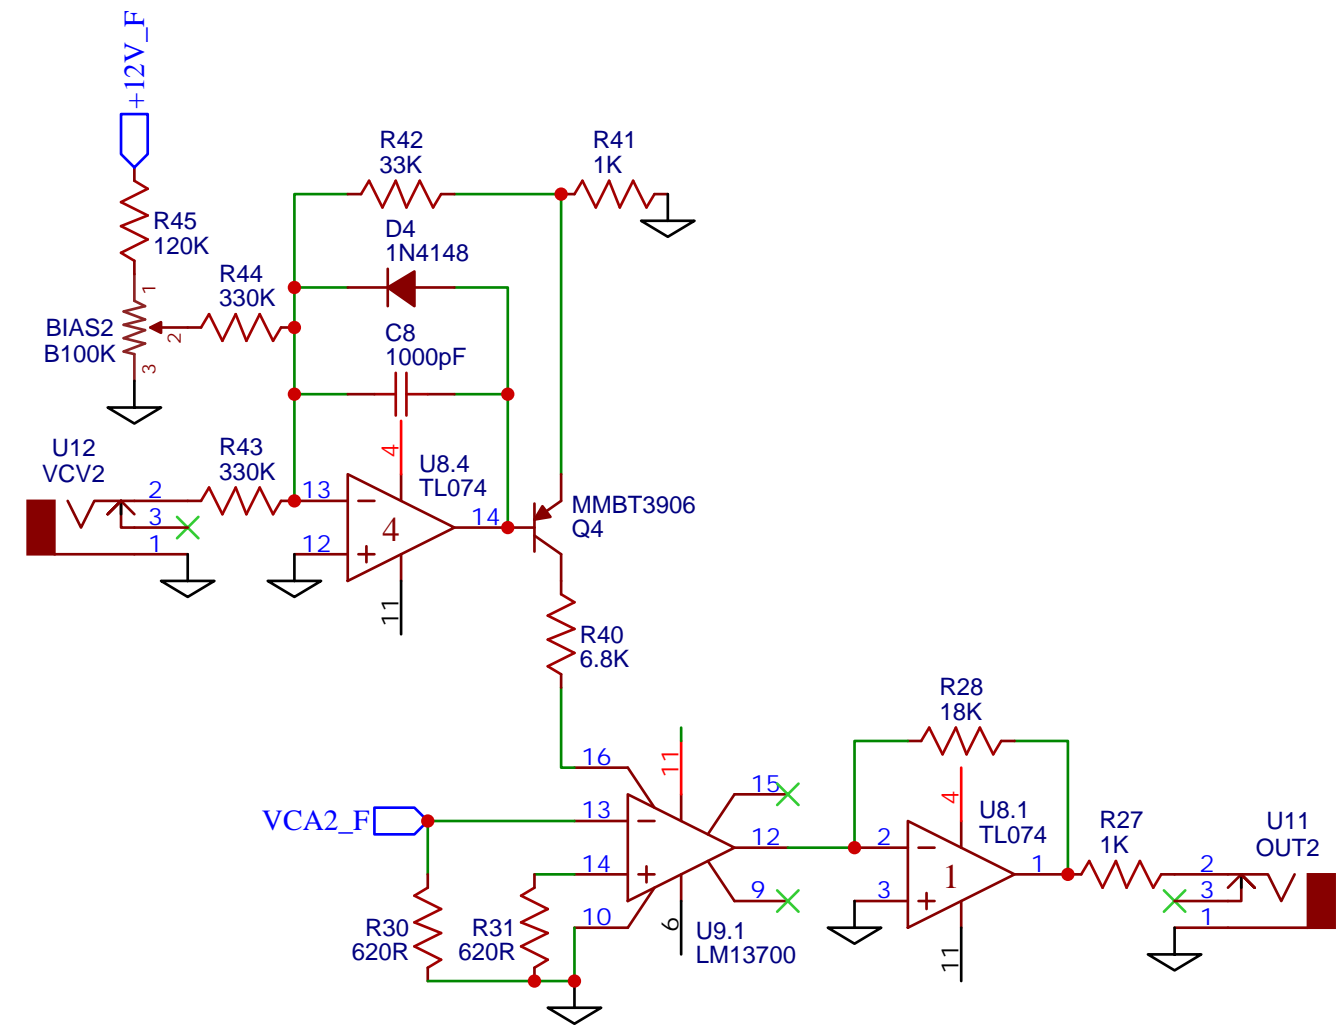 +12V_F
R42
33K
R41
1K
R45
120K
D4
1N4148
R44
330K
1
BIAS2
B100K
2
3
C8
1000pF
U12
VCV2
R43
330K
4
U8.4
TL074
2
3
1
13
12
4
14
11
MMBT3906
Q4
R40
6.8K
R28
18K
16
11
15
VCA2_F
13
14
10
12
9
6
U9.1
LM13700
R30
620R
R31
620R
4
U8.1
TL074
2
3
1
1
11
R27
1K
U11
OUT2
2
3
1